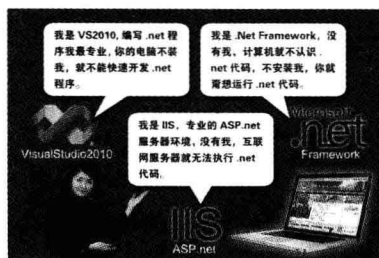 我是 VS2010, 编写 .net 程
序我最专业, 你的电脑不装
我, 就不能快速开发 .net
程序。
我是 .Net Framework, 没
有我, 计算机就不认识 .
net 代码, 不安装我, 你就
甭想运行 .net 代码。
我是 IIS, 专业的 ASP.net
服务器环境, 没有我, 互联
网服务器就无法执行 .net
代码。
VisualStudio2010
Microsoft
.net
Framework
IIS
ASP.net